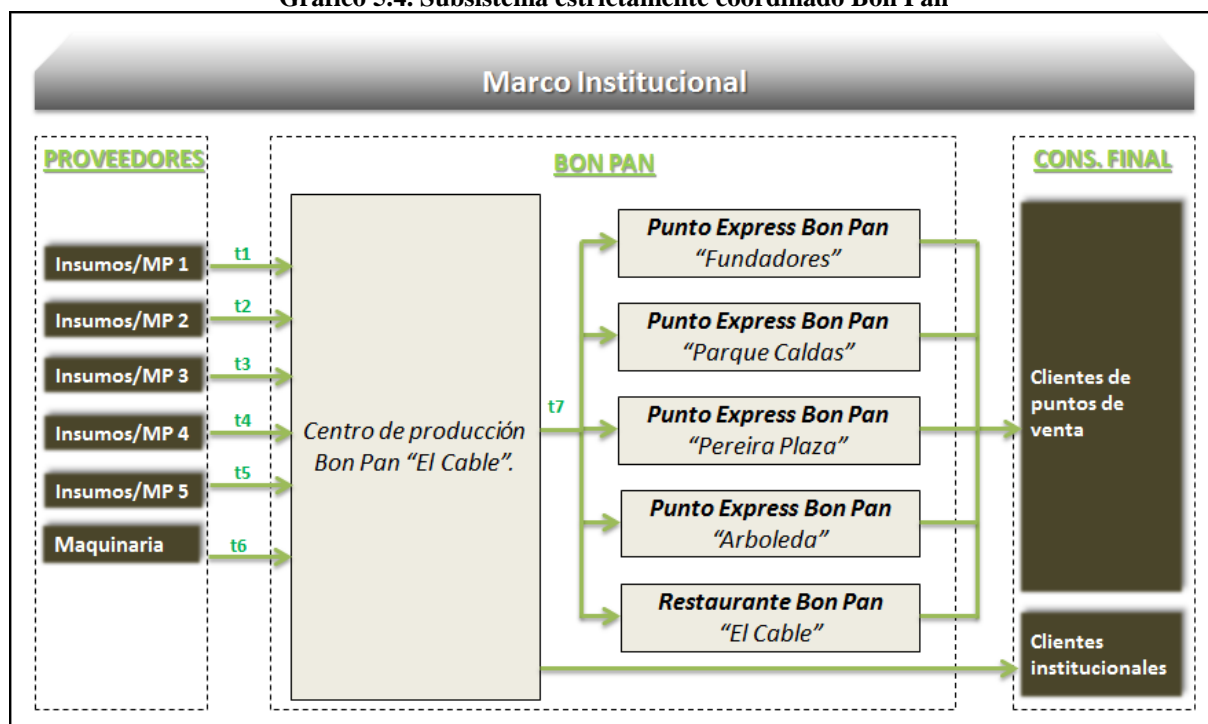 Gráfico 5.4. Subsistema estrictamente coordinado Bon Pan
Marco Institucional
PROVEEDORES
Insumos/MP 1
Insumos/MP 2
Insumos/MP 3
Insumos/MP 4
Insumos/MP 5
Maquinaria
t1
t2
t3
t4
t5
t6
BON PAN
Centro de producción
Bon Pan “El Cable”.
t7
Punto Express Bon Pan
“Fundadores”
Punto Express Bon Pan
“Parque Caldas”
Punto Express Bon Pan
“Pereira Plaza”
Punto Express Bon Pan
“Arboleda”
Restaurante Bon Pan
“El Cable”
CONS. FINAL
Clientes de
puntos de
venta
Clientes
institucionales